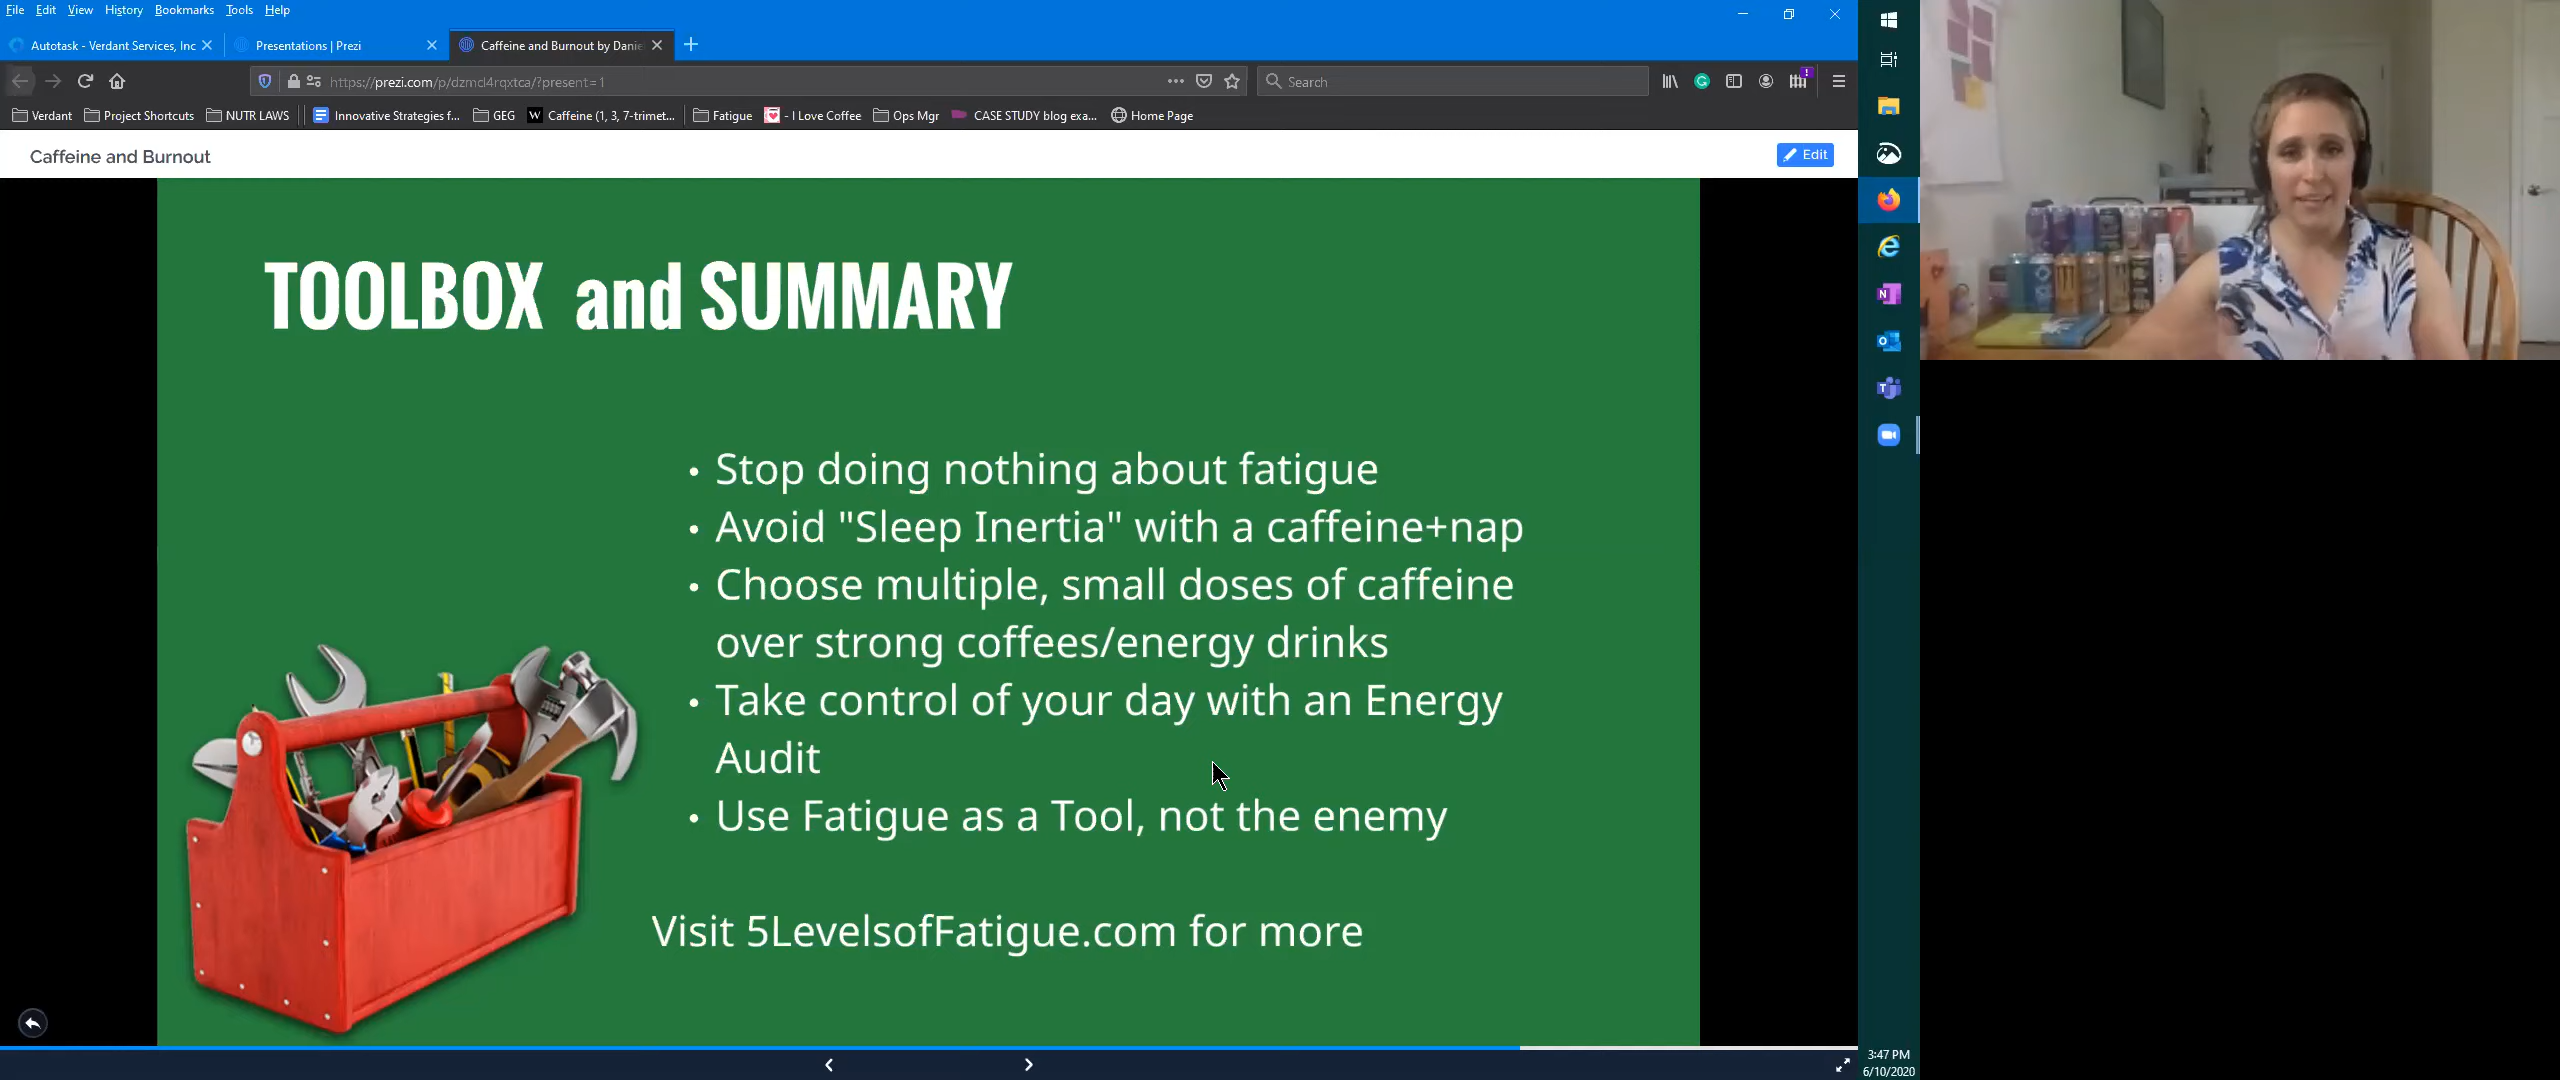 File Edit View History Bookmarks Tools Help
Autotask - Verdant Services, Inc
Presentations | Prezi
Caffeine and Burnout by Danie
https://prezi.com/p/dzmcl4rqxtca/?present=1
Search
Verdant
Project Shortcuts
NUTR LAWS
Innovative Strategies f...
GEG
W Caffeine (1, 3, 7-trimet...
Fatigue
- I Love Coffee
Ops Mgr
CASE STUDY blog exa...
Home Page
Caffeine and Burnout
Edit
TOOLBOX and SUMMARY
• Stop doing nothing about fatigue
• Avoid "Sleep Inertia" with a caffeine+nap
• Choose multiple, small doses of caffeine
over strong coffees/energy drinks
• Take control of your day with an Energy
Audit
• Use Fatigue as a Tool, not the enemy
Visit 5LevelsofFatigue.com for more
3:47 PM
6/10/2020